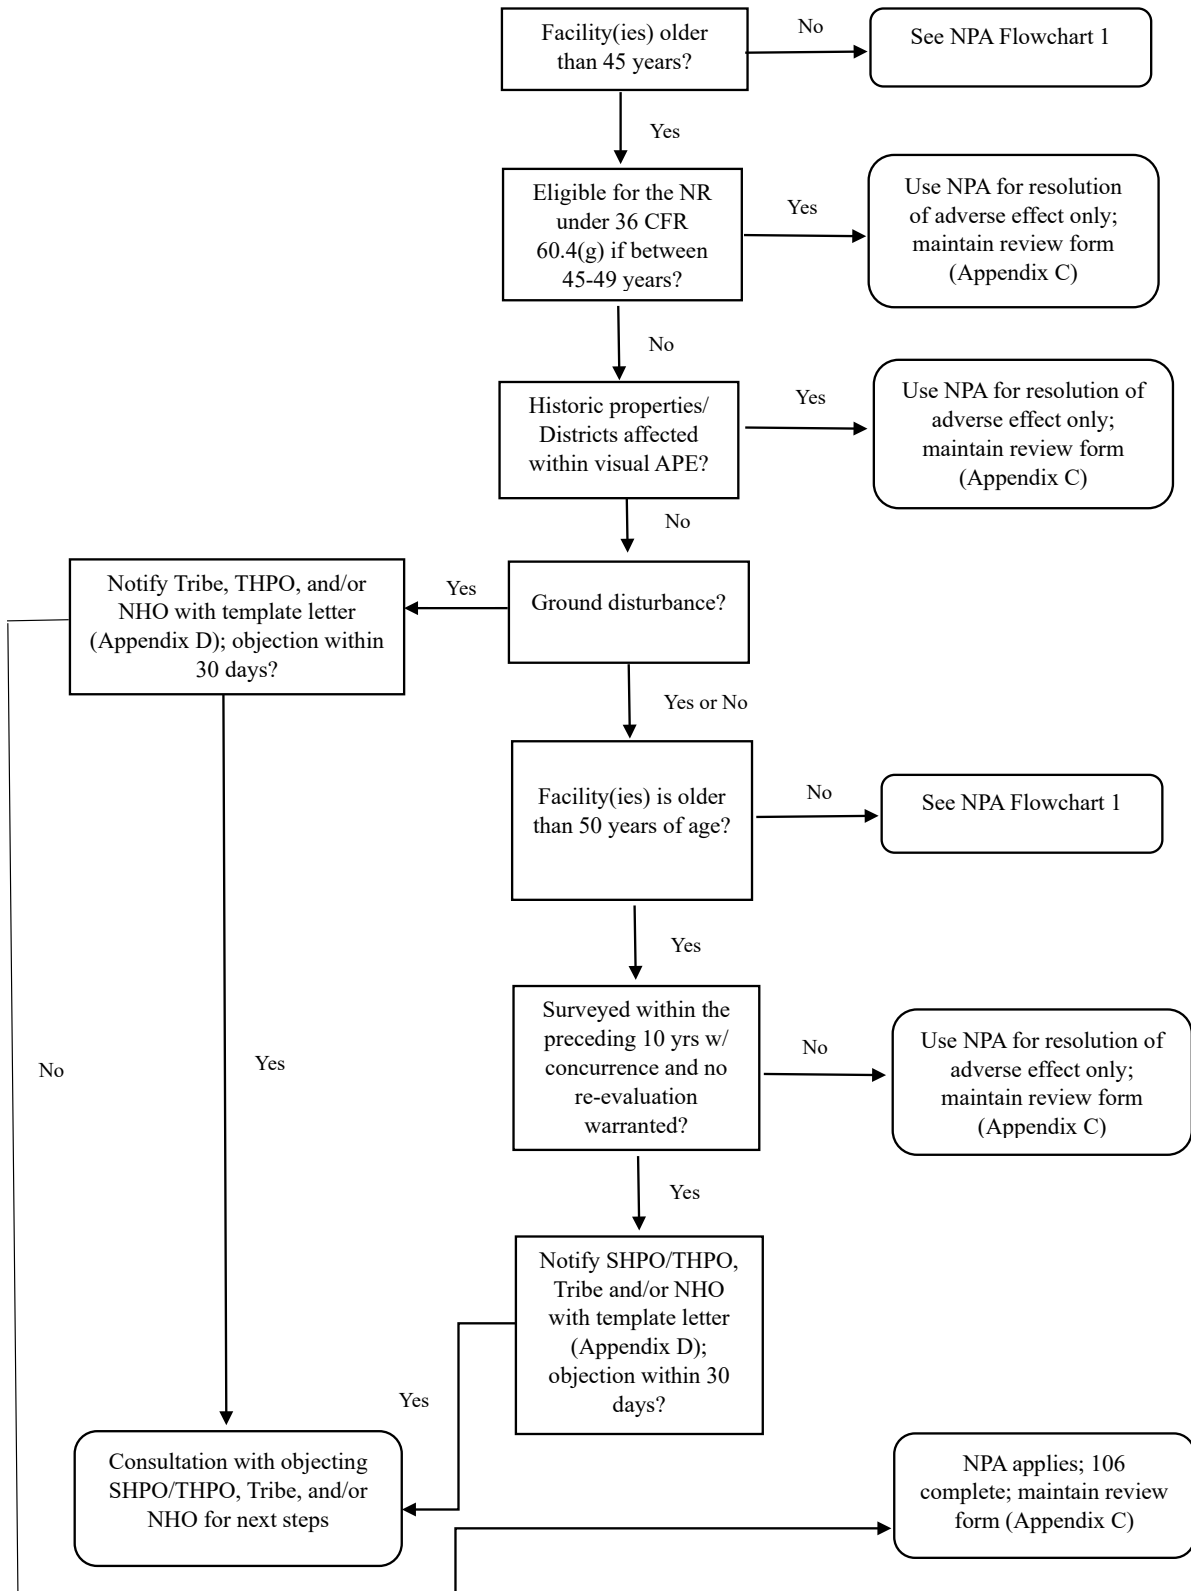 Facility(ies) older
than 45 years?
No
See NPA Flowchart 1
Yes
Eligible for the NR
under 36 CFR
60.4(g) if between
45-49 years?
Yes
Use NPA for resolution
of adverse effect only;
maintain review form
(Appendix C)
No
Historic properties/
Districts affected
within visual APE?
Yes
Use NPA for resolution of
adverse effect only;
maintain review form
(Appendix C)
No
Notify Tribe, THPO, and/or
NHO with template letter
(Appendix D); objection within
30 days?
Yes
Ground disturbance?
Yes or No
Facility(ies) is older
than 50 years of age?
No
See NPA Flowchart 1
Yes
Surveyed within the
preceding 10 yrs w/
concurrence and no
re-evaluation
warranted?
No
Use NPA for resolution of
adverse effect only;
maintain review form
(Appendix C)
No
Yes
Yes
Notify SHPO/THPO,
Tribe and/or NHO
with template letter
(Appendix D);
objection within 30
days?
Yes
Consultation with objecting
SHPO/THPO, Tribe, and/or
NHO for next steps
NPA applies; 106
complete; maintain review
form (Appendix C)